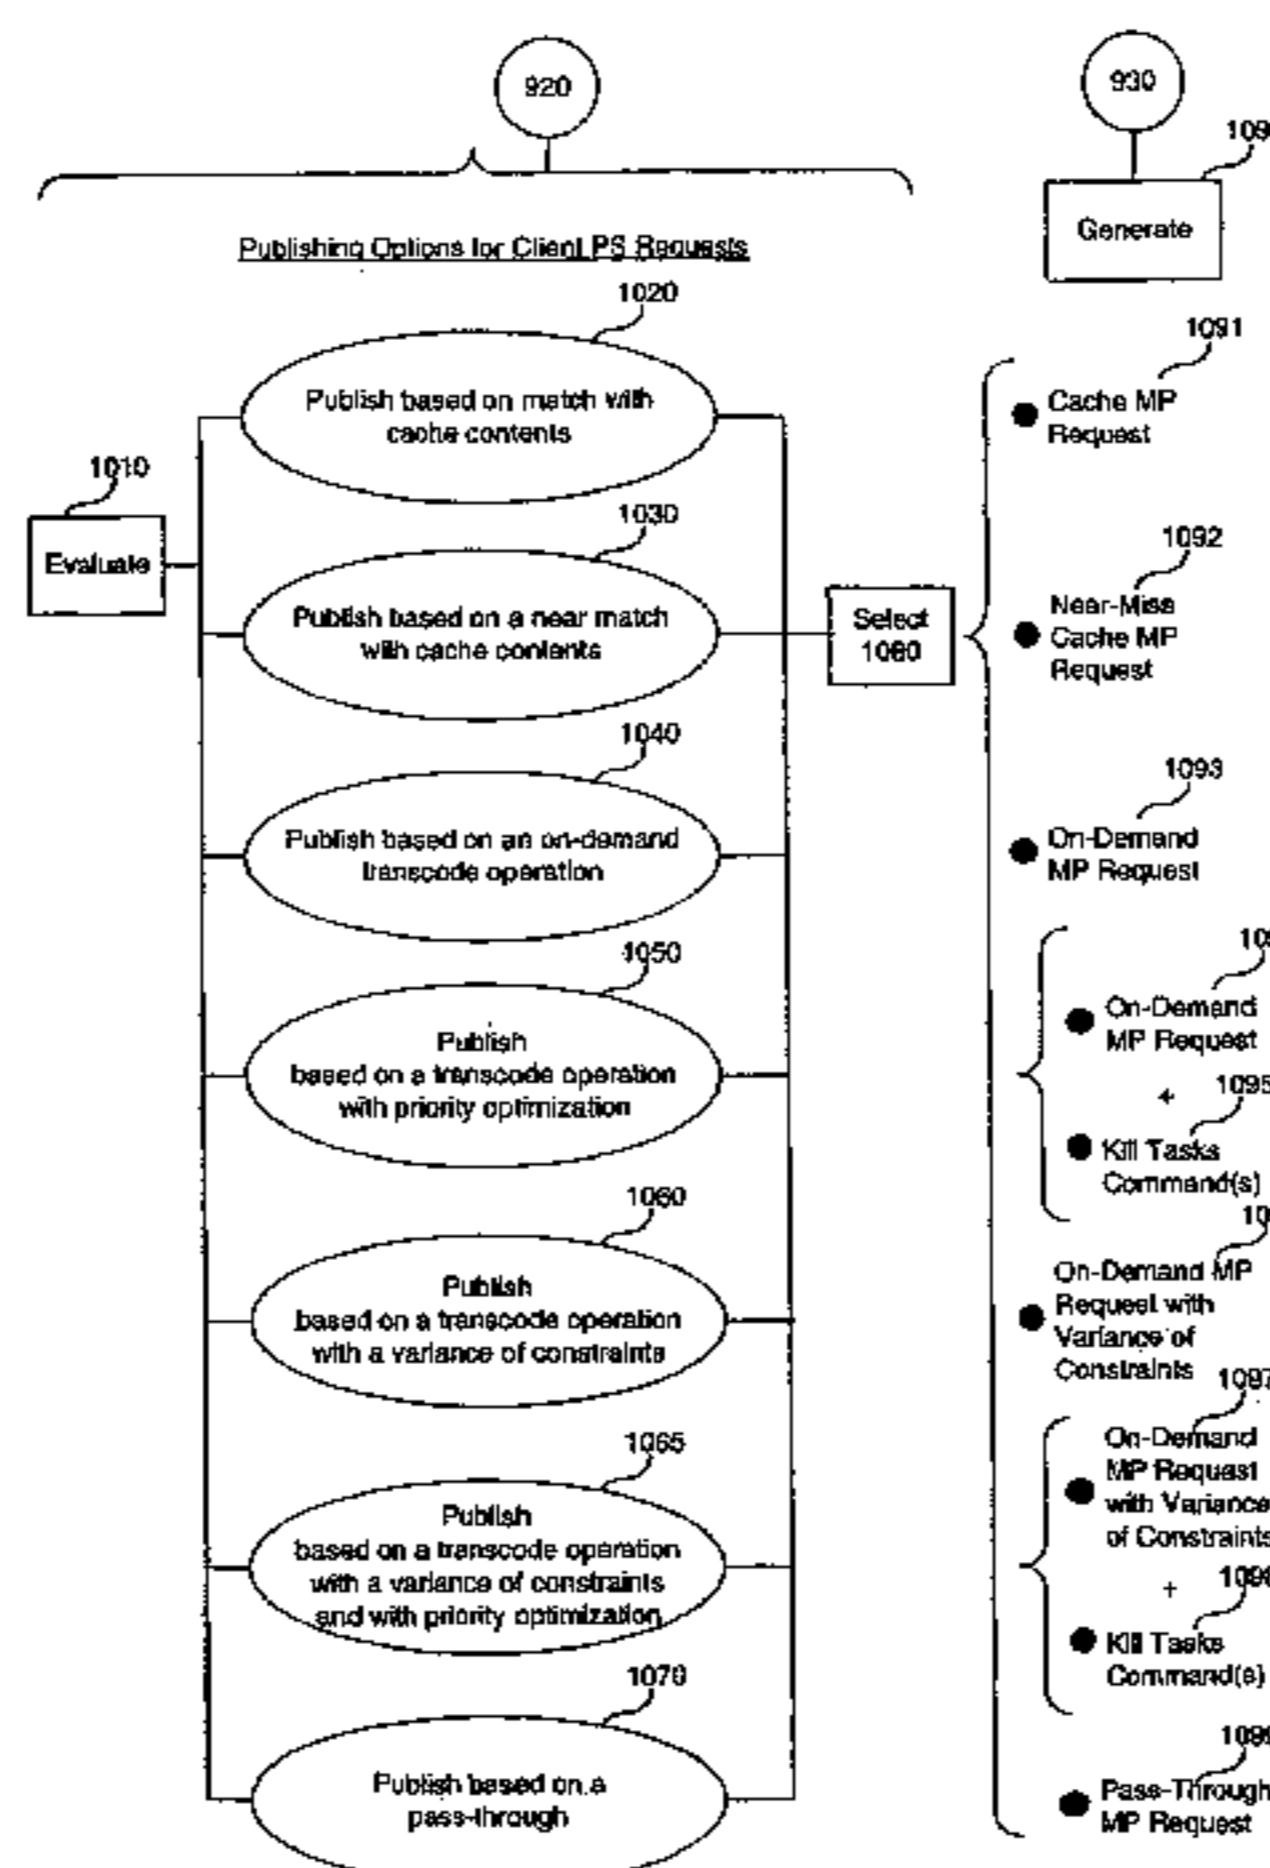 920
930
Generate
Publishing Options for Client PS Requests
1020
Publish based on match with
cache contents
1010
Evaluate
1030
Publish based on a near match
with cache contents
1040
Publish based on an on-demand
transcode operation
1050
Publish
based on a transcode operation
with priority optimization
1060
Publish
based on a transcode operation
with a variance of constraints
1065
Publish
based on a transcode operation
with a variance of constraints
and with priority optimization
1070
Publish based on a
pass-through
Select
1091
Cache MP
Request
1092
Near-Miss
Cache MP
Request
1093
On-Demand
MP Request
On-Demand
MP Request
+
1095
Kill Tasks
Command(s)
On-Demand MP
Request with
Variance of
Constraints
1097
On-Demand
MP Request
with Variance
of Constraints
+
1098
Kill Tasks
Command(s)
1099
Pass-Through
MP Request